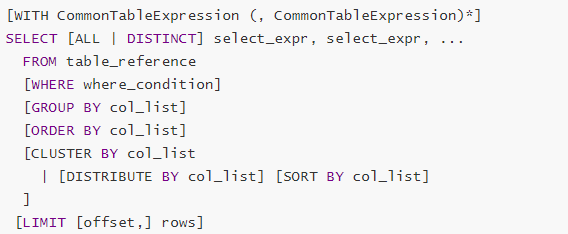 [WITH CommonTableExpression (, CommonTableExpression)*]
SELECT [ALL | DISTINCT] select_expr, select_expr, ...
FROM table_reference
[WHERE where_condition]
[GROUP BY col_list]
[ORDER BY col_list]
[CLUSTER BY col_list
| [DISTRIBUTE BY col_list] [SORT BY col_list]
]
[LIMIT [offset,] rows]